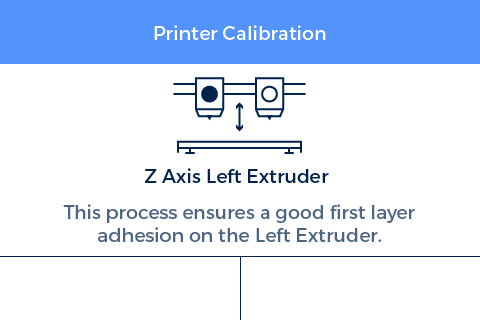 Printer Calibration
Z Axis Left Extruder
This process ensures a good first layer
adhesion on the Left Extruder.